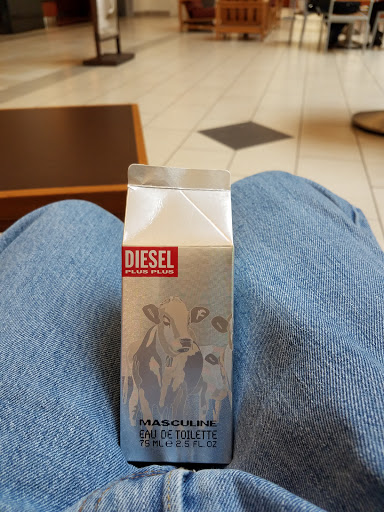 DIESEL
PLUS PLUS
MASCULINE
EAU DE TOILETTE
75 ML ℮ 2.5 FL.OZ